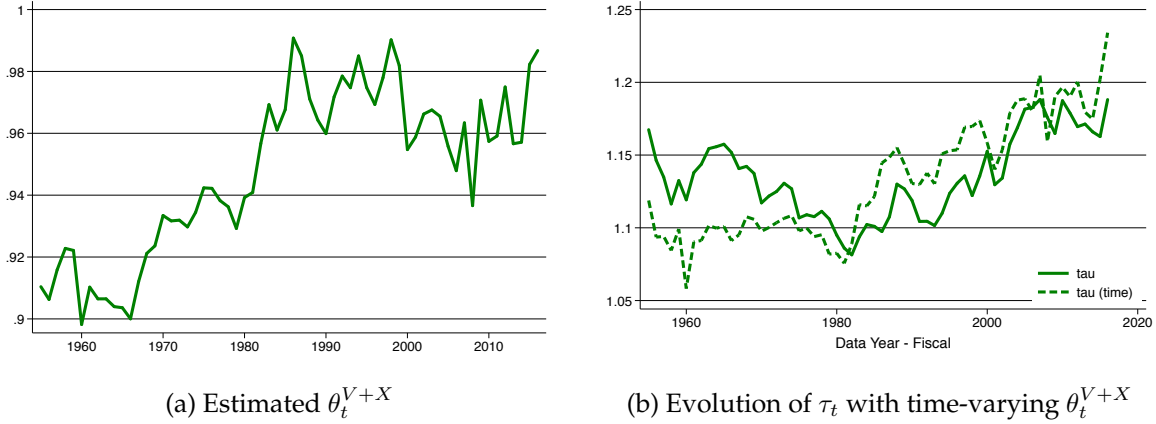 1
.98
.96
.94
.92
.9
1960 1970 1980 1990 2000 2010
(a) Estimated θ_t^{V+X}
1.25
1.2
1.15
1.1
1.05
tau
tau (time)
1960 1980 2000 2020
Data Year - Fiscal
(b) Evolution of τ_t with time-varying θ_t^{V+X}